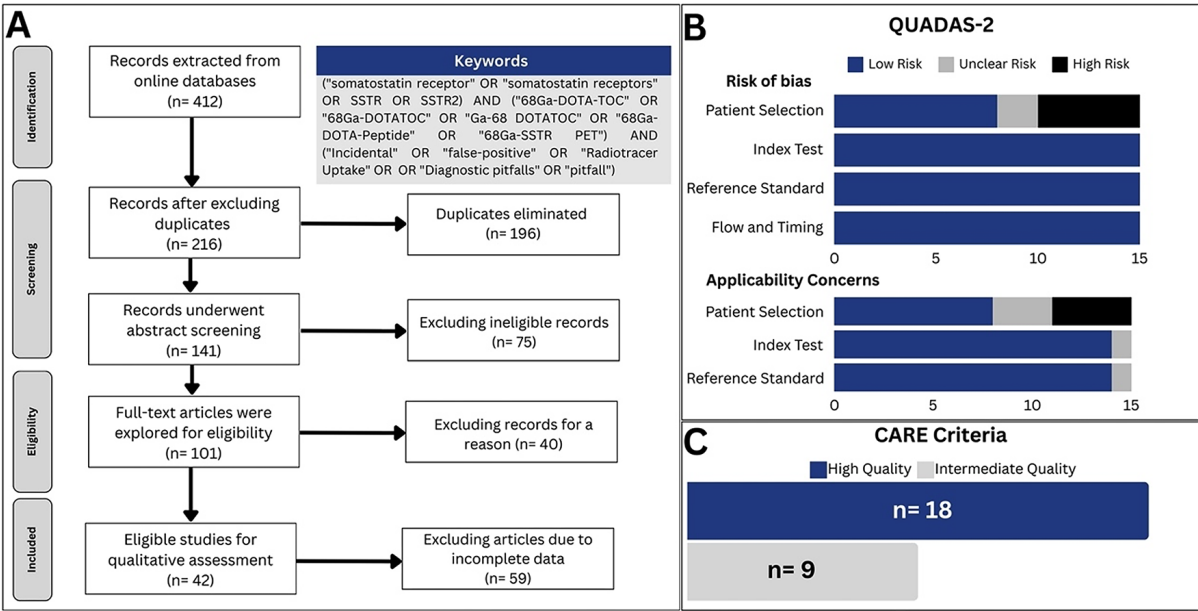 A
Identification
Records extracted from
online databases
(n= 412)
Keywords
("somatostatin receptor" OR "somatostatin receptors"
OR SSTR OR SSTR2) AND ("68Ga-DOTA-TOC" OR
"68Ga-DOTATOC" OR "Ga-68 DOTATOC" OR "68Ga-
DOTA-Peptide" OR "68Ga-SSTR PET") AND
("Incidental" OR "false-positive" OR "Radiotracer
Uptake" OR OR "Diagnostic pitfalls" OR "pitfall")
Screening
Records after excluding
duplicates
(n= 216)
Duplicates eliminated
(n= 196)
Records underwent
abstract screening
(n= 141)
Excluding ineligible records
(n= 75)
Eligibility
Full-text articles were
explored for eligibility
(n= 101)
Excluding records for a
reason (n= 40)
Included
Eligible studies for
qualitative assessment
(n= 42)
Excluding articles due to
incomplete data
(n= 59)
B
QUADAS-2
Low Risk Unclear Risk High Risk
Risk of bias
Patient Selection
Index Test
Reference Standard
Flow and Timing
0 5 10 15
Applicability Concerns
Patient Selection
Index Test
Reference Standard
0 5 10 15
C
CARE Criteria
High Quality Intermediate Quality
n= 18
n= 9